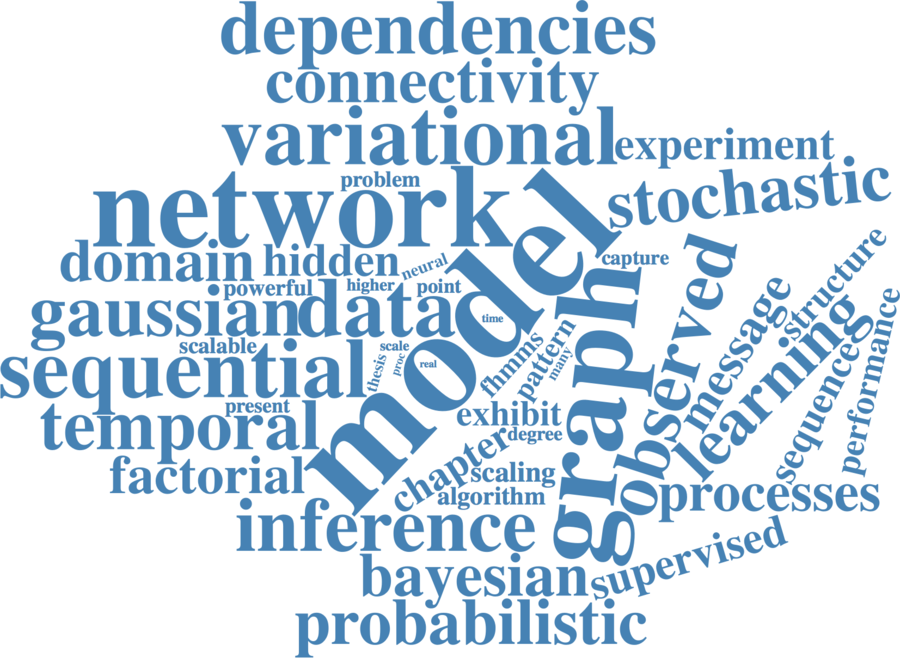 dependencies
connectivity
variational
experiment
problem
stochastic
network
model
domain
hidden
neural
capture
powerful
higher
point
gaussian
data
time
graph
observed
message
structure
scalable
scale
proc
real
thesis
fhmms
pattern
many
learning
sequence
performance
sequential
present
exhibit
degree
temporal
chapter
scaling
factorial
algorithm
processes
inference
supervised
bayesian
probabilistic